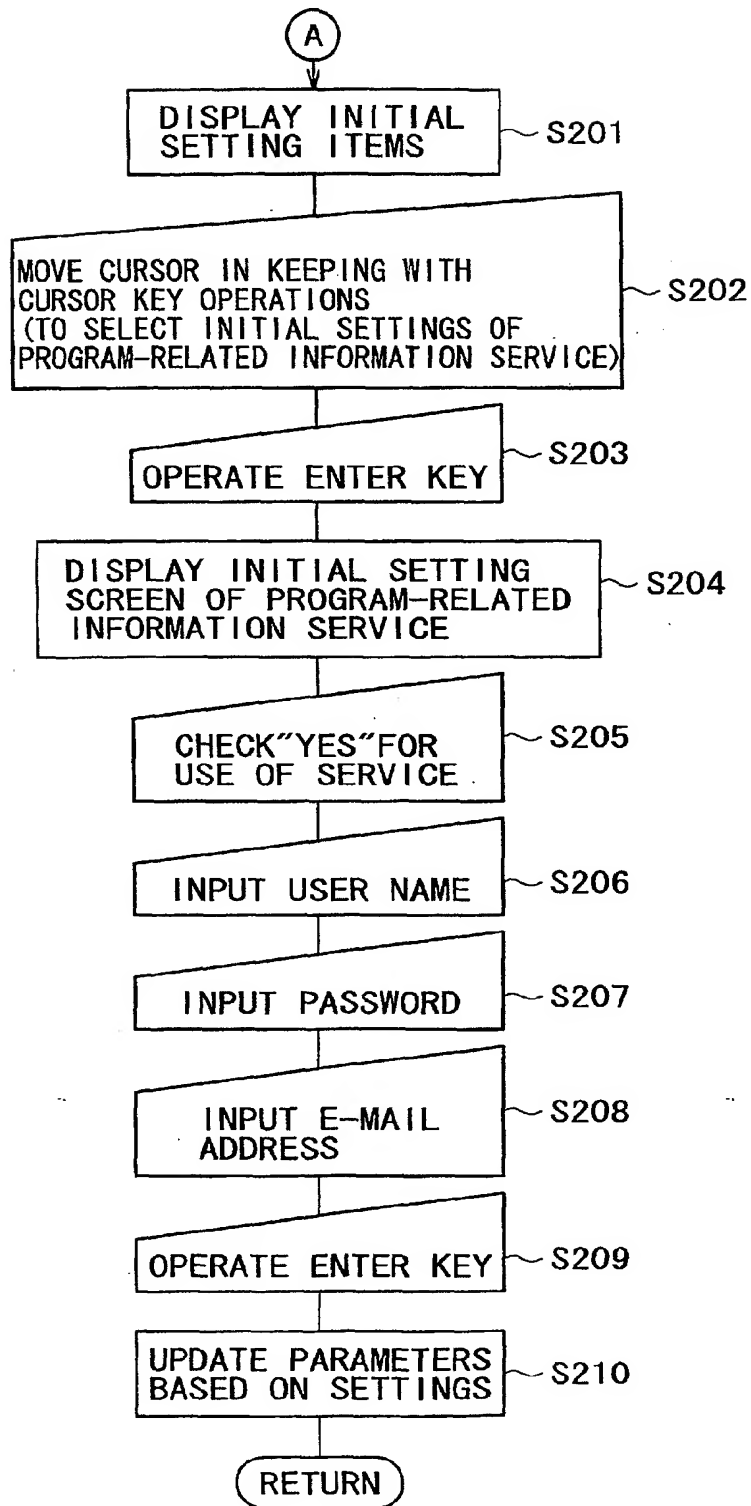 A
DISPLAY INITIAL
SETTING ITEMS
S201
MOVE CURSOR IN KEEPING WITH
CURSOR KEY OPERATIONS
(TO SELECT INITIAL SETTINGS OF
PROGRAM-RELATED INFORMATION SERVICE)
S202
OPERATE ENTER KEY
S203
DISPLAY INITIAL SETTING
SCREEN OF PROGRAM-RELATED
INFORMATION SERVICE
S204
CHECK"YES"FOR
USE OF SERVICE
S205
INPUT USER NAME
S206
INPUT PASSWORD
S207
INPUT E-MAIL
ADDRESS
S208
OPERATE ENTER KEY
S209
UPDATE PARAMETERS
BASED ON SETTINGS
S210
RETURN